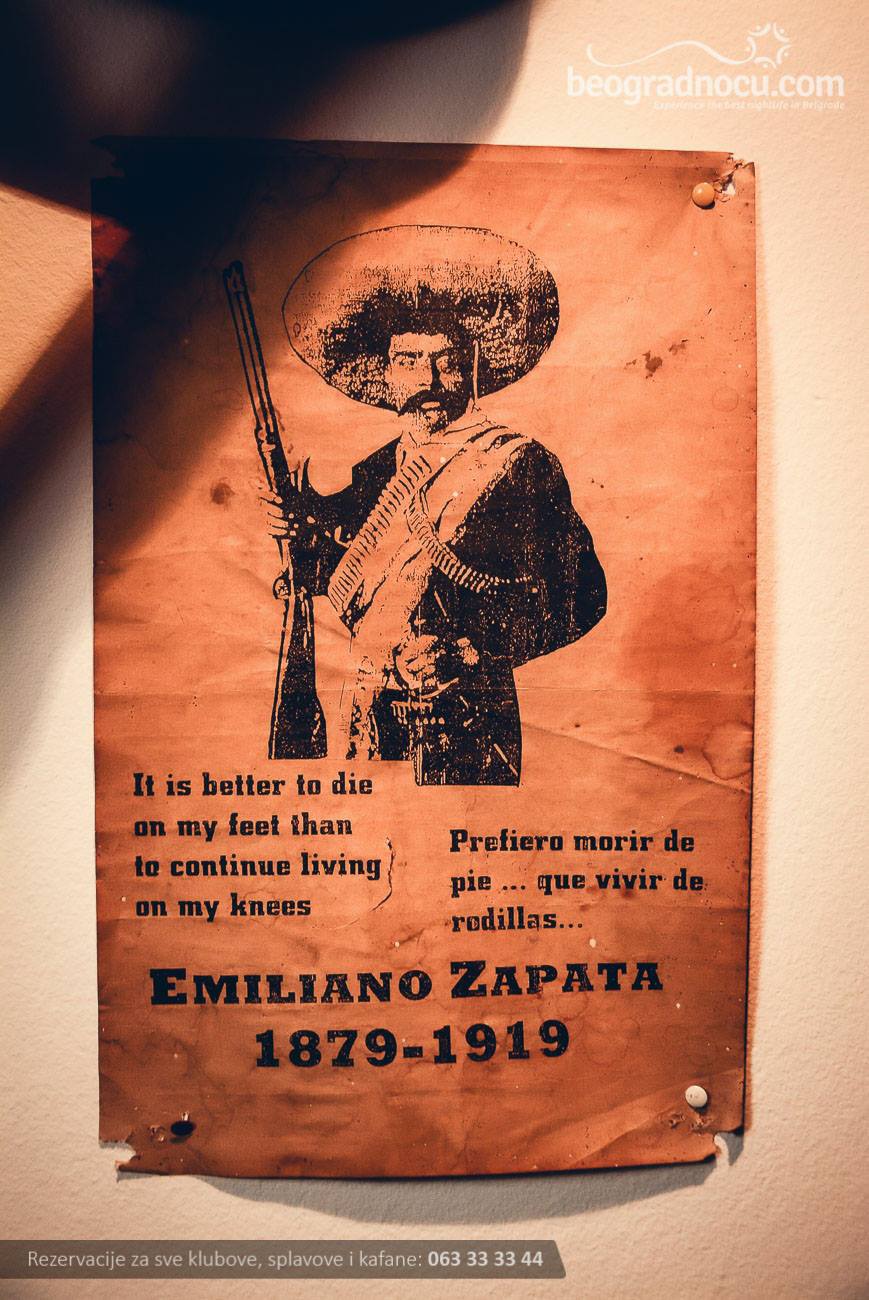 beogradnocu.com
Experience the best nightlife in Belgrade
It is better to die
on my feet than
to continue living
on my knees
Prefiero morir de
pie ... que vivir de
rodillas...
EMILIANO ZAPATA
1879-1919
Rezervacije za sve klubove, splavove i kafane: 063 33 33 44